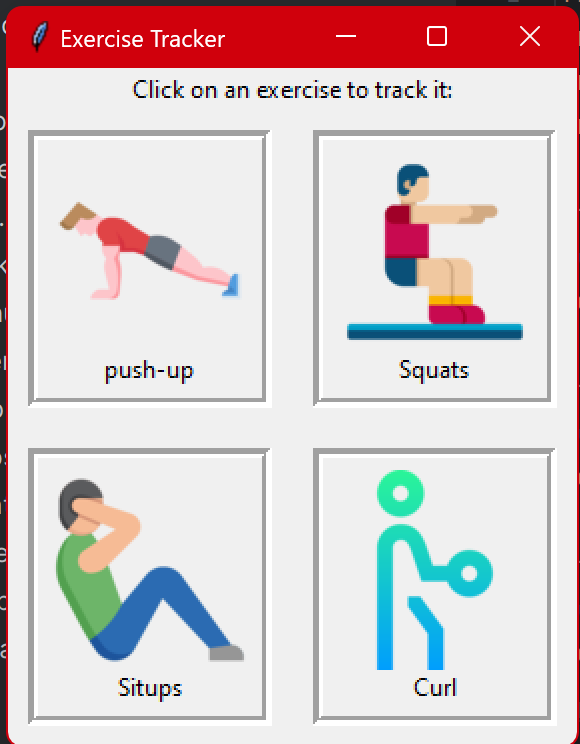 Exercise Tracker
Click on an exercise to track it:
push-up
Squats
Situps
Curl